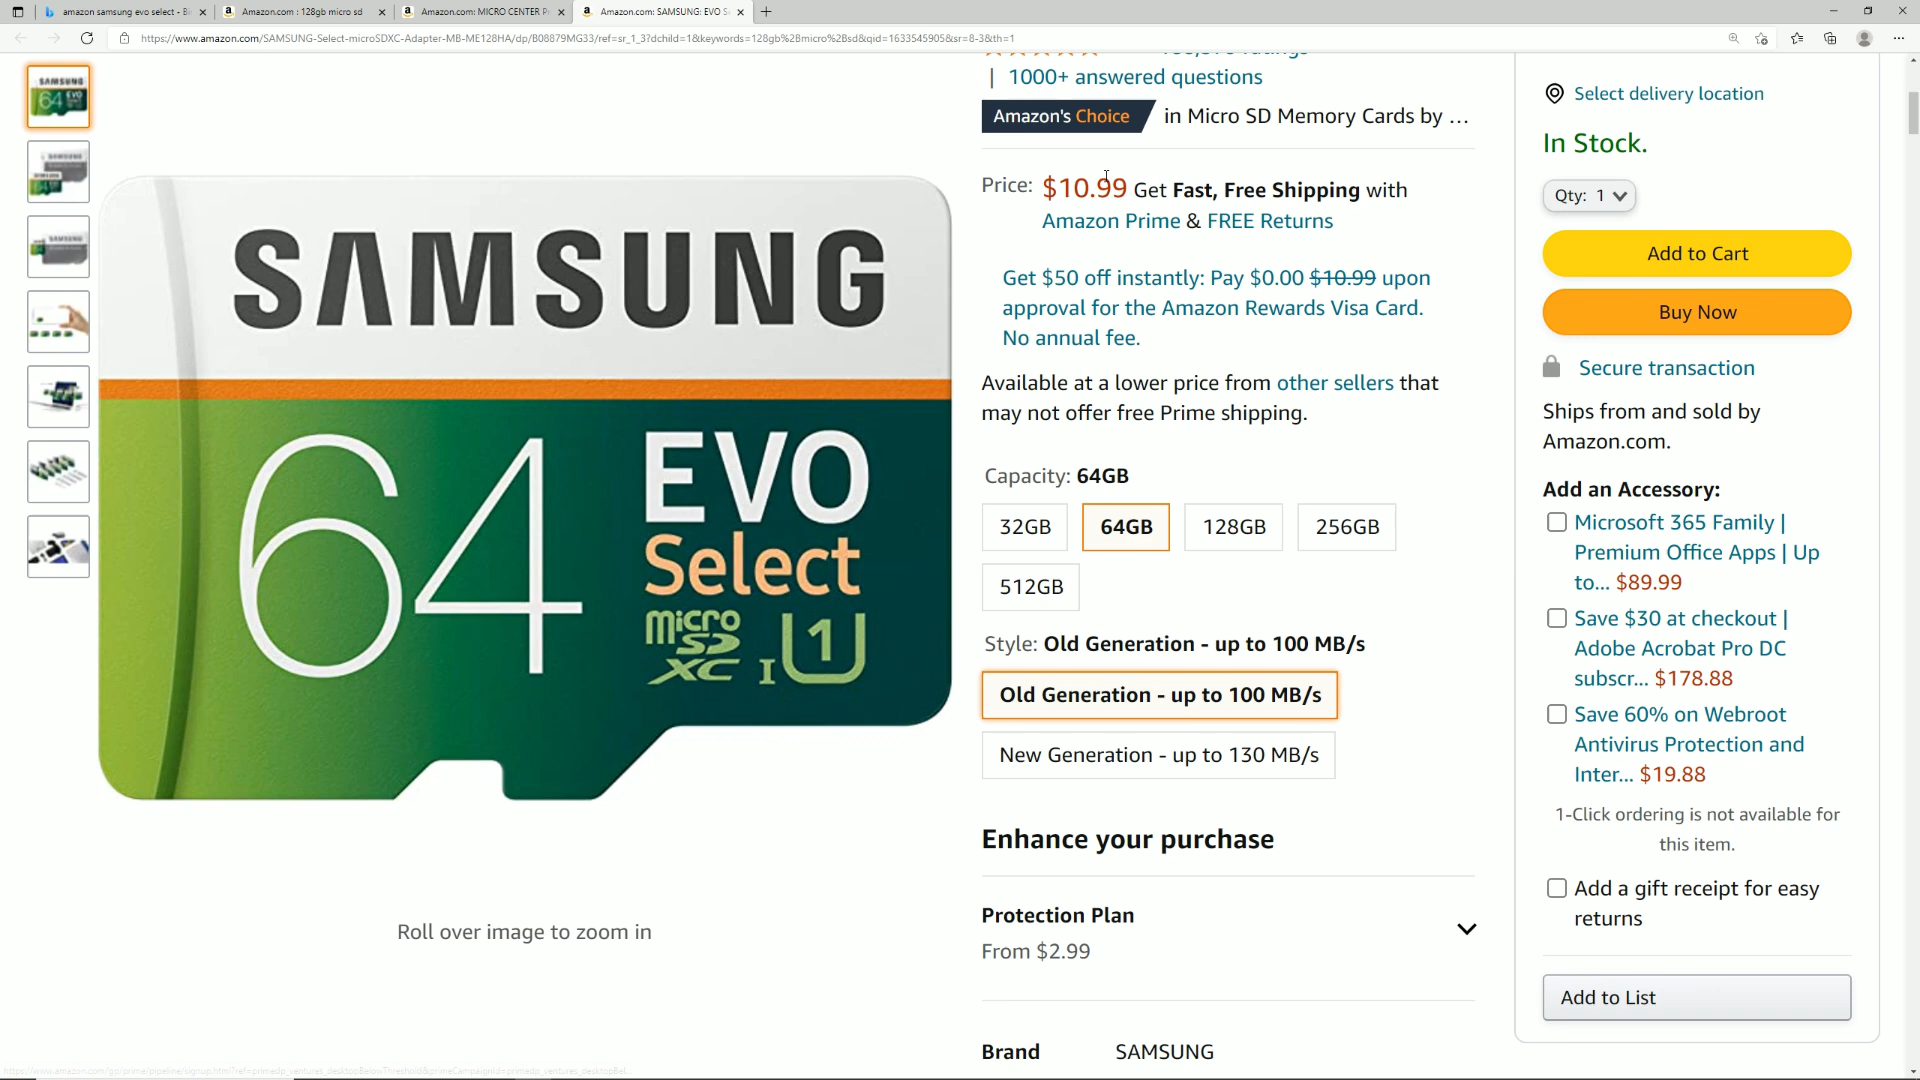 amazon samsung evo select - Bi
Amazon.com : 128gb micro sd
Amazon.com: MICRO CENTER P
Amazon.com: SAMSUNG: EVO S
https://www.amazon.com/SAMSUNG-Select-microSDXC-Adapter-MB-ME128HA/dp/B08879MG33/ref=sr_1_3?dchild=1&keywords=128gb%2Bmicro%2Bsd&qid=1633545905&sr=8-3&th=1
| 1000+ answered questions
Amazon's Choice in Micro SD Memory Cards by ...
Price: $10.99 Get Fast, Free Shipping with
Amazon Prime & FREE Returns
Get $50 off instantly: Pay $0.00 $10.99 upon
approval for the Amazon Rewards Visa Card.
No annual fee.
Available at a lower price from other sellers that
may not offer free Prime shipping.
Capacity: 64GB
32GB 64GB 128GB 256GB
512GB
Style: Old Generation - up to 100 MB/s
Old Generation - up to 100 MB/s
New Generation - up to 130 MB/s
Enhance your purchase
Protection Plan
From $2.99
Brand SAMSUNG
SAMSUNG
64
EVO
Select
micro
SD
XC I U1
Roll over image to zoom in
Select delivery location
In Stock.
Qty: 1
Add to Cart
Buy Now
Secure transaction
Ships from and sold by
Amazon.com.
Add an Accessory:
Microsoft 365 Family |
Premium Office Apps | Up
to... $89.99
Save $30 at checkout |
Adobe Acrobat Pro DC
subscr... $178.88
Save 60% on Webroot
Antivirus Protection and
Inter... $19.88
1-Click ordering is not available for
this item.
Add a gift receipt for easy
returns
Add to List